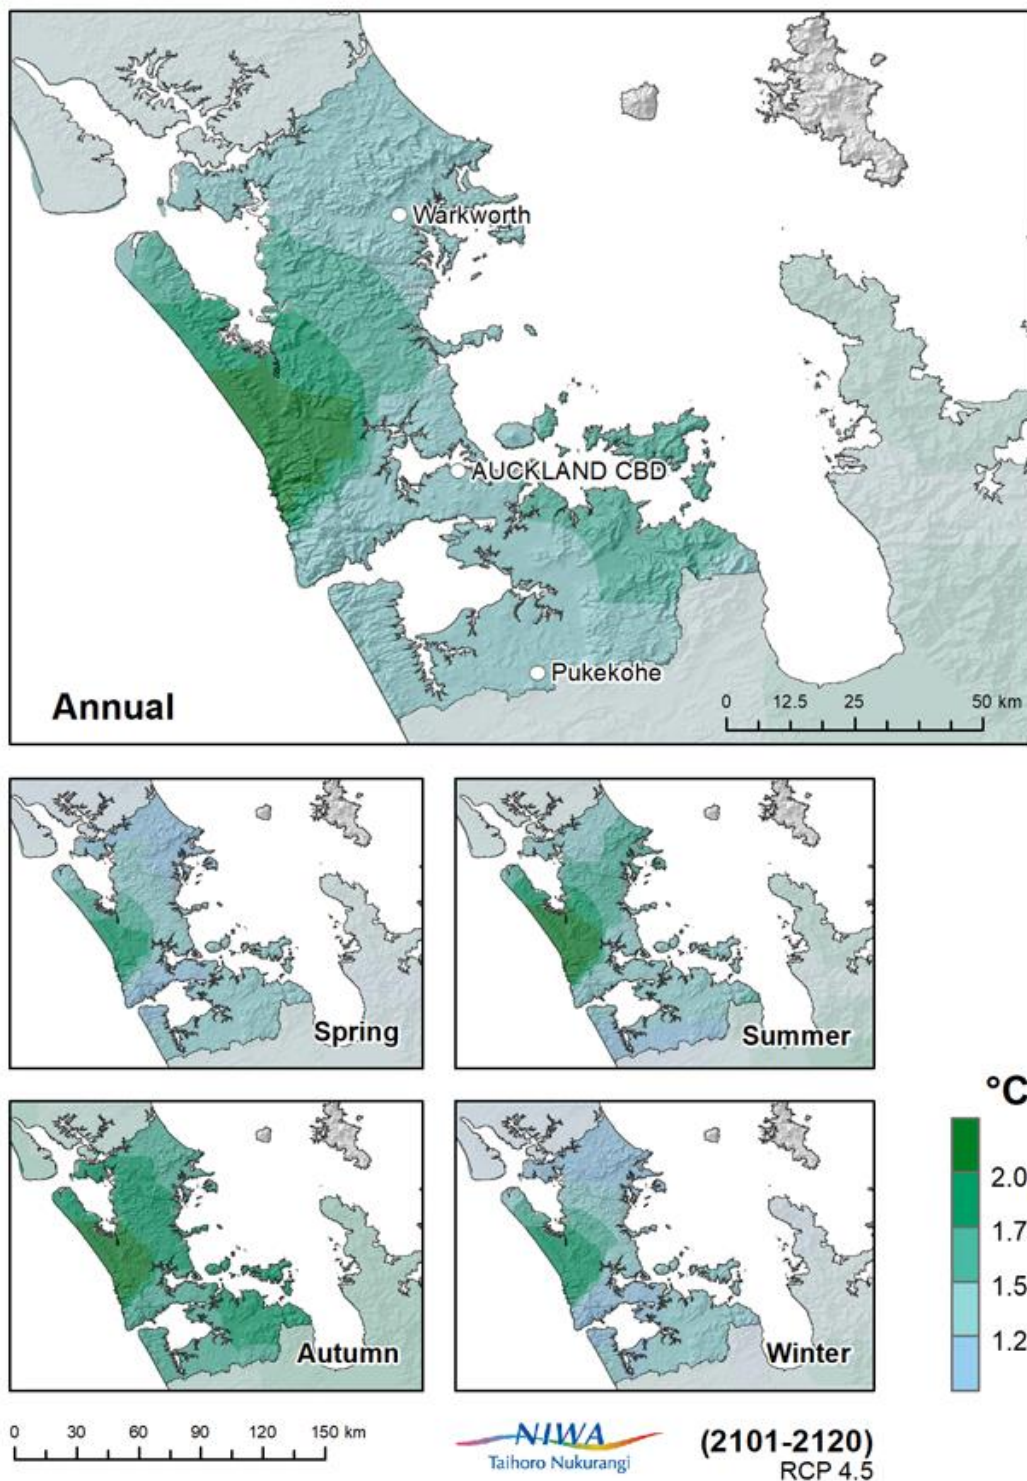 Warkworth
AUCKLAND CBD
Pukekohe
Annual
0 12.5 25 50 km
Spring
Summer
Autumn
Winter
°C
2.0
1.7
1.5
1.2
0 30 60 90 120 150 km
NIWA
Taihoro Nukurangi
(2101-2120)
RCP 4.5